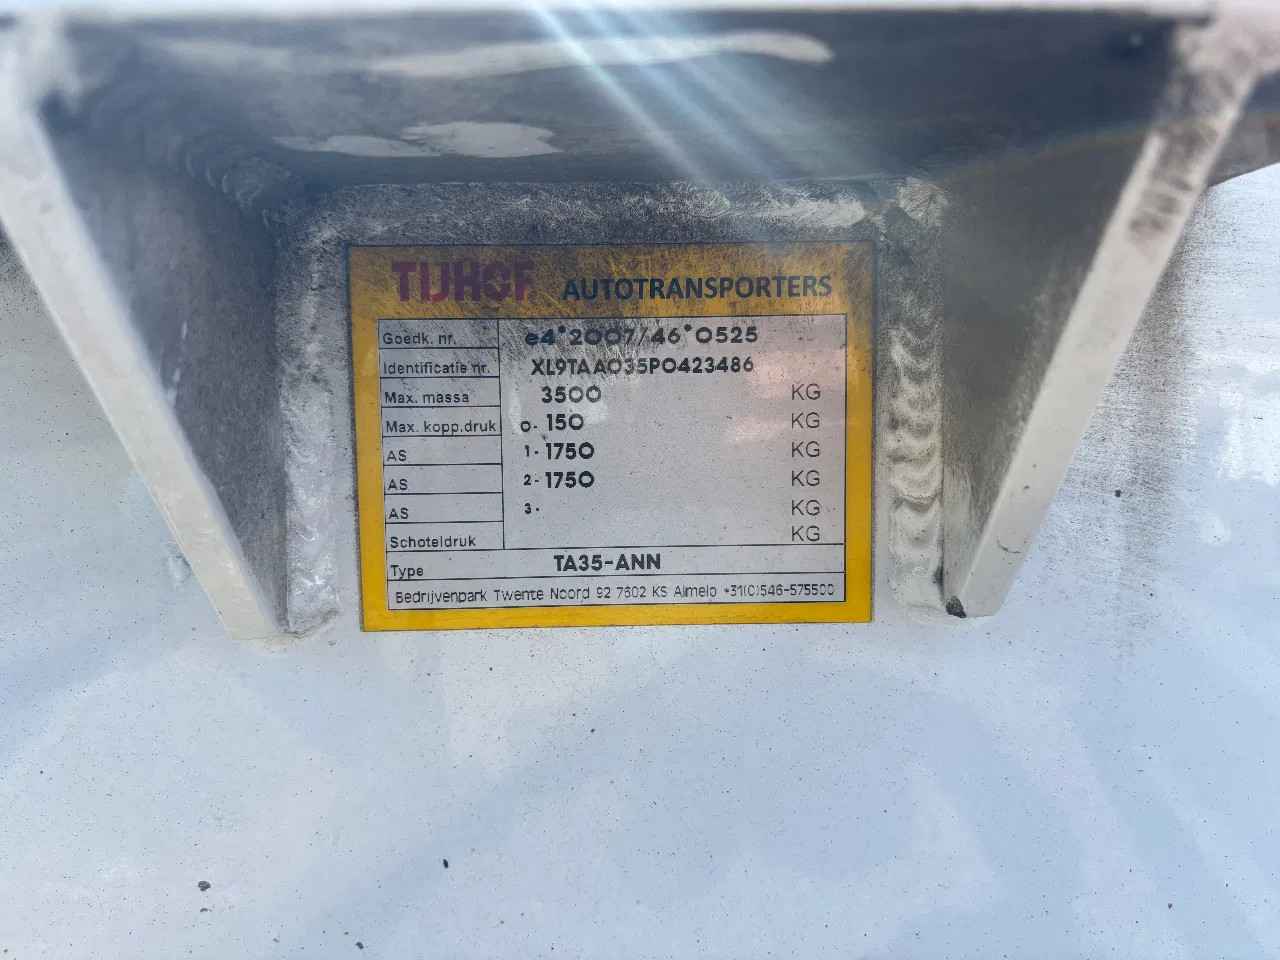 TIJHOF AUTOTRANSPORTERS
Goedk. nr. e4*2007/46*0525
Identificatie nr. XL9TAA035P0423486
Max. massa 3500 KG
Max. kopp.druk 0- 150 KG
AS 1- 1750 KG
AS 2- 1750 KG
AS 3- KG
Schoteldruk KG
Type TA35-ANN
Bedrijvenpark Twente Noord 92 7602 KS Almelo +31(0)546-575500